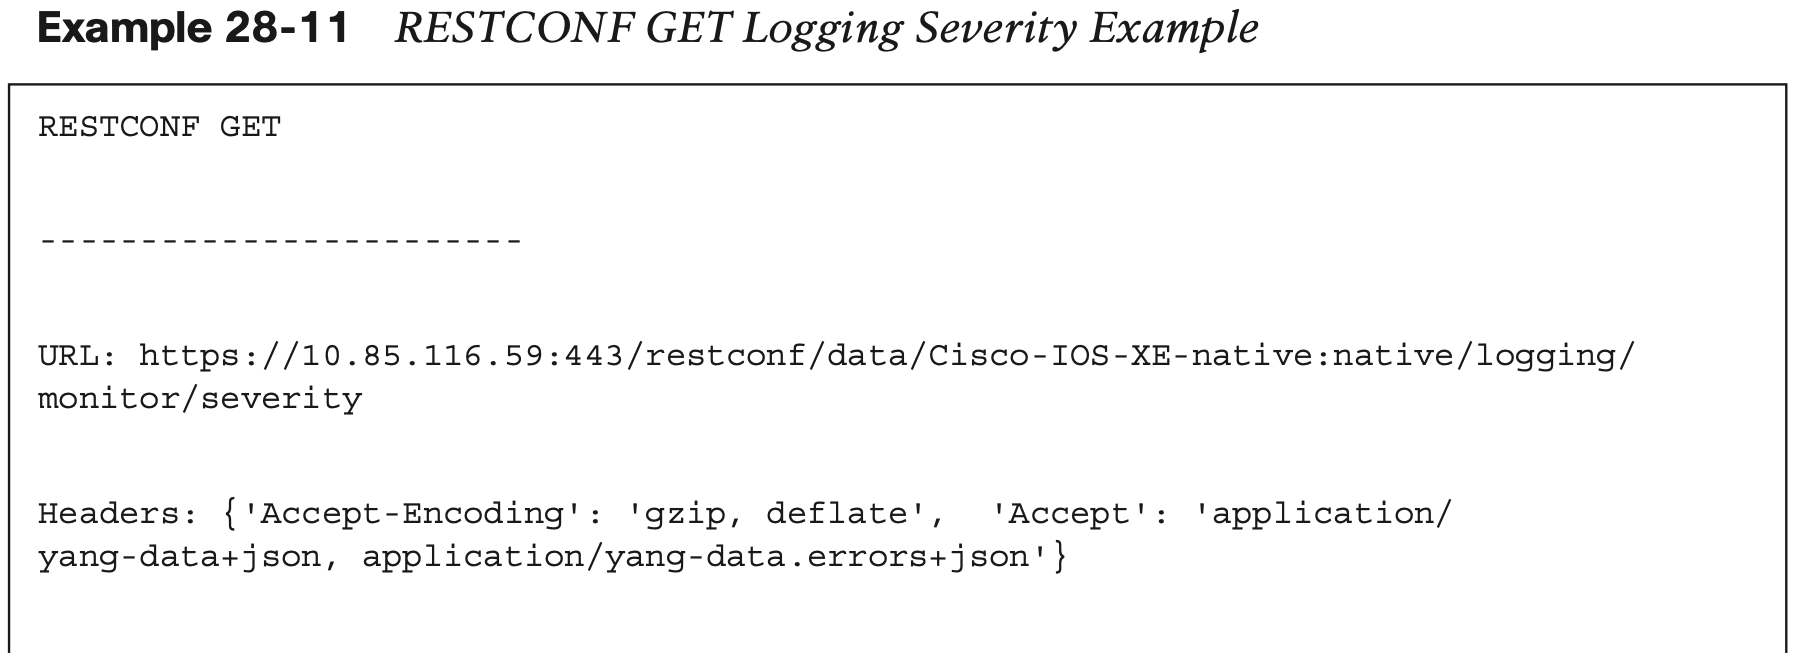 Example 28-11 RESTCONF GET Logging Severity Example
RESTCONF GET
------------------------
URL: https://10.85.116.59:443/restconf/data/Cisco-IOS-XE-native:native/logging/
monitor/severity
Headers: {'Accept-Encoding': 'gzip, deflate',  'Accept': 'application/
yang-data+json, application/yang-data.errors+json'}